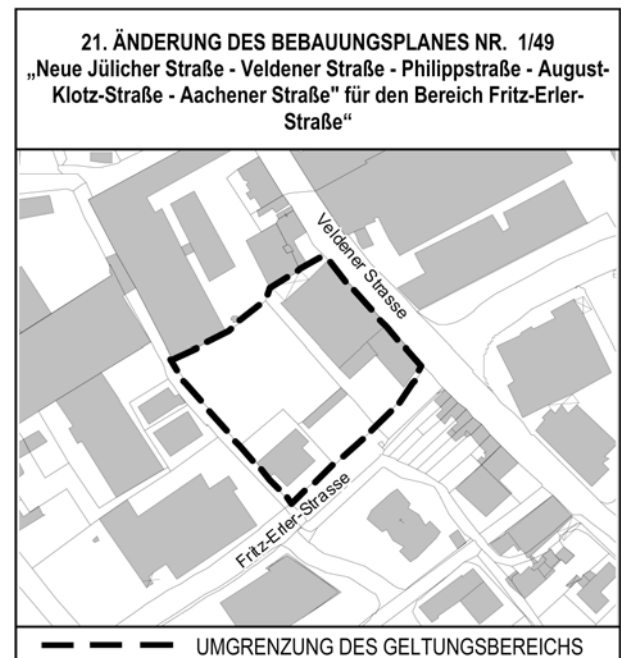 21. ÄNDERUNG DES BEBAUUNGSPLANES NR. 1/49
„Neue Jülicher Straße - Veldener Straße - Philippstraße - August-
Klotz-Straße - Aachener Straße" für den Bereich Fritz-Erler-
Straße“
Veldener Strasse
Fritz-Erler-Strasse
UMGRENZUNG DES GELTUNGSBEREICHS